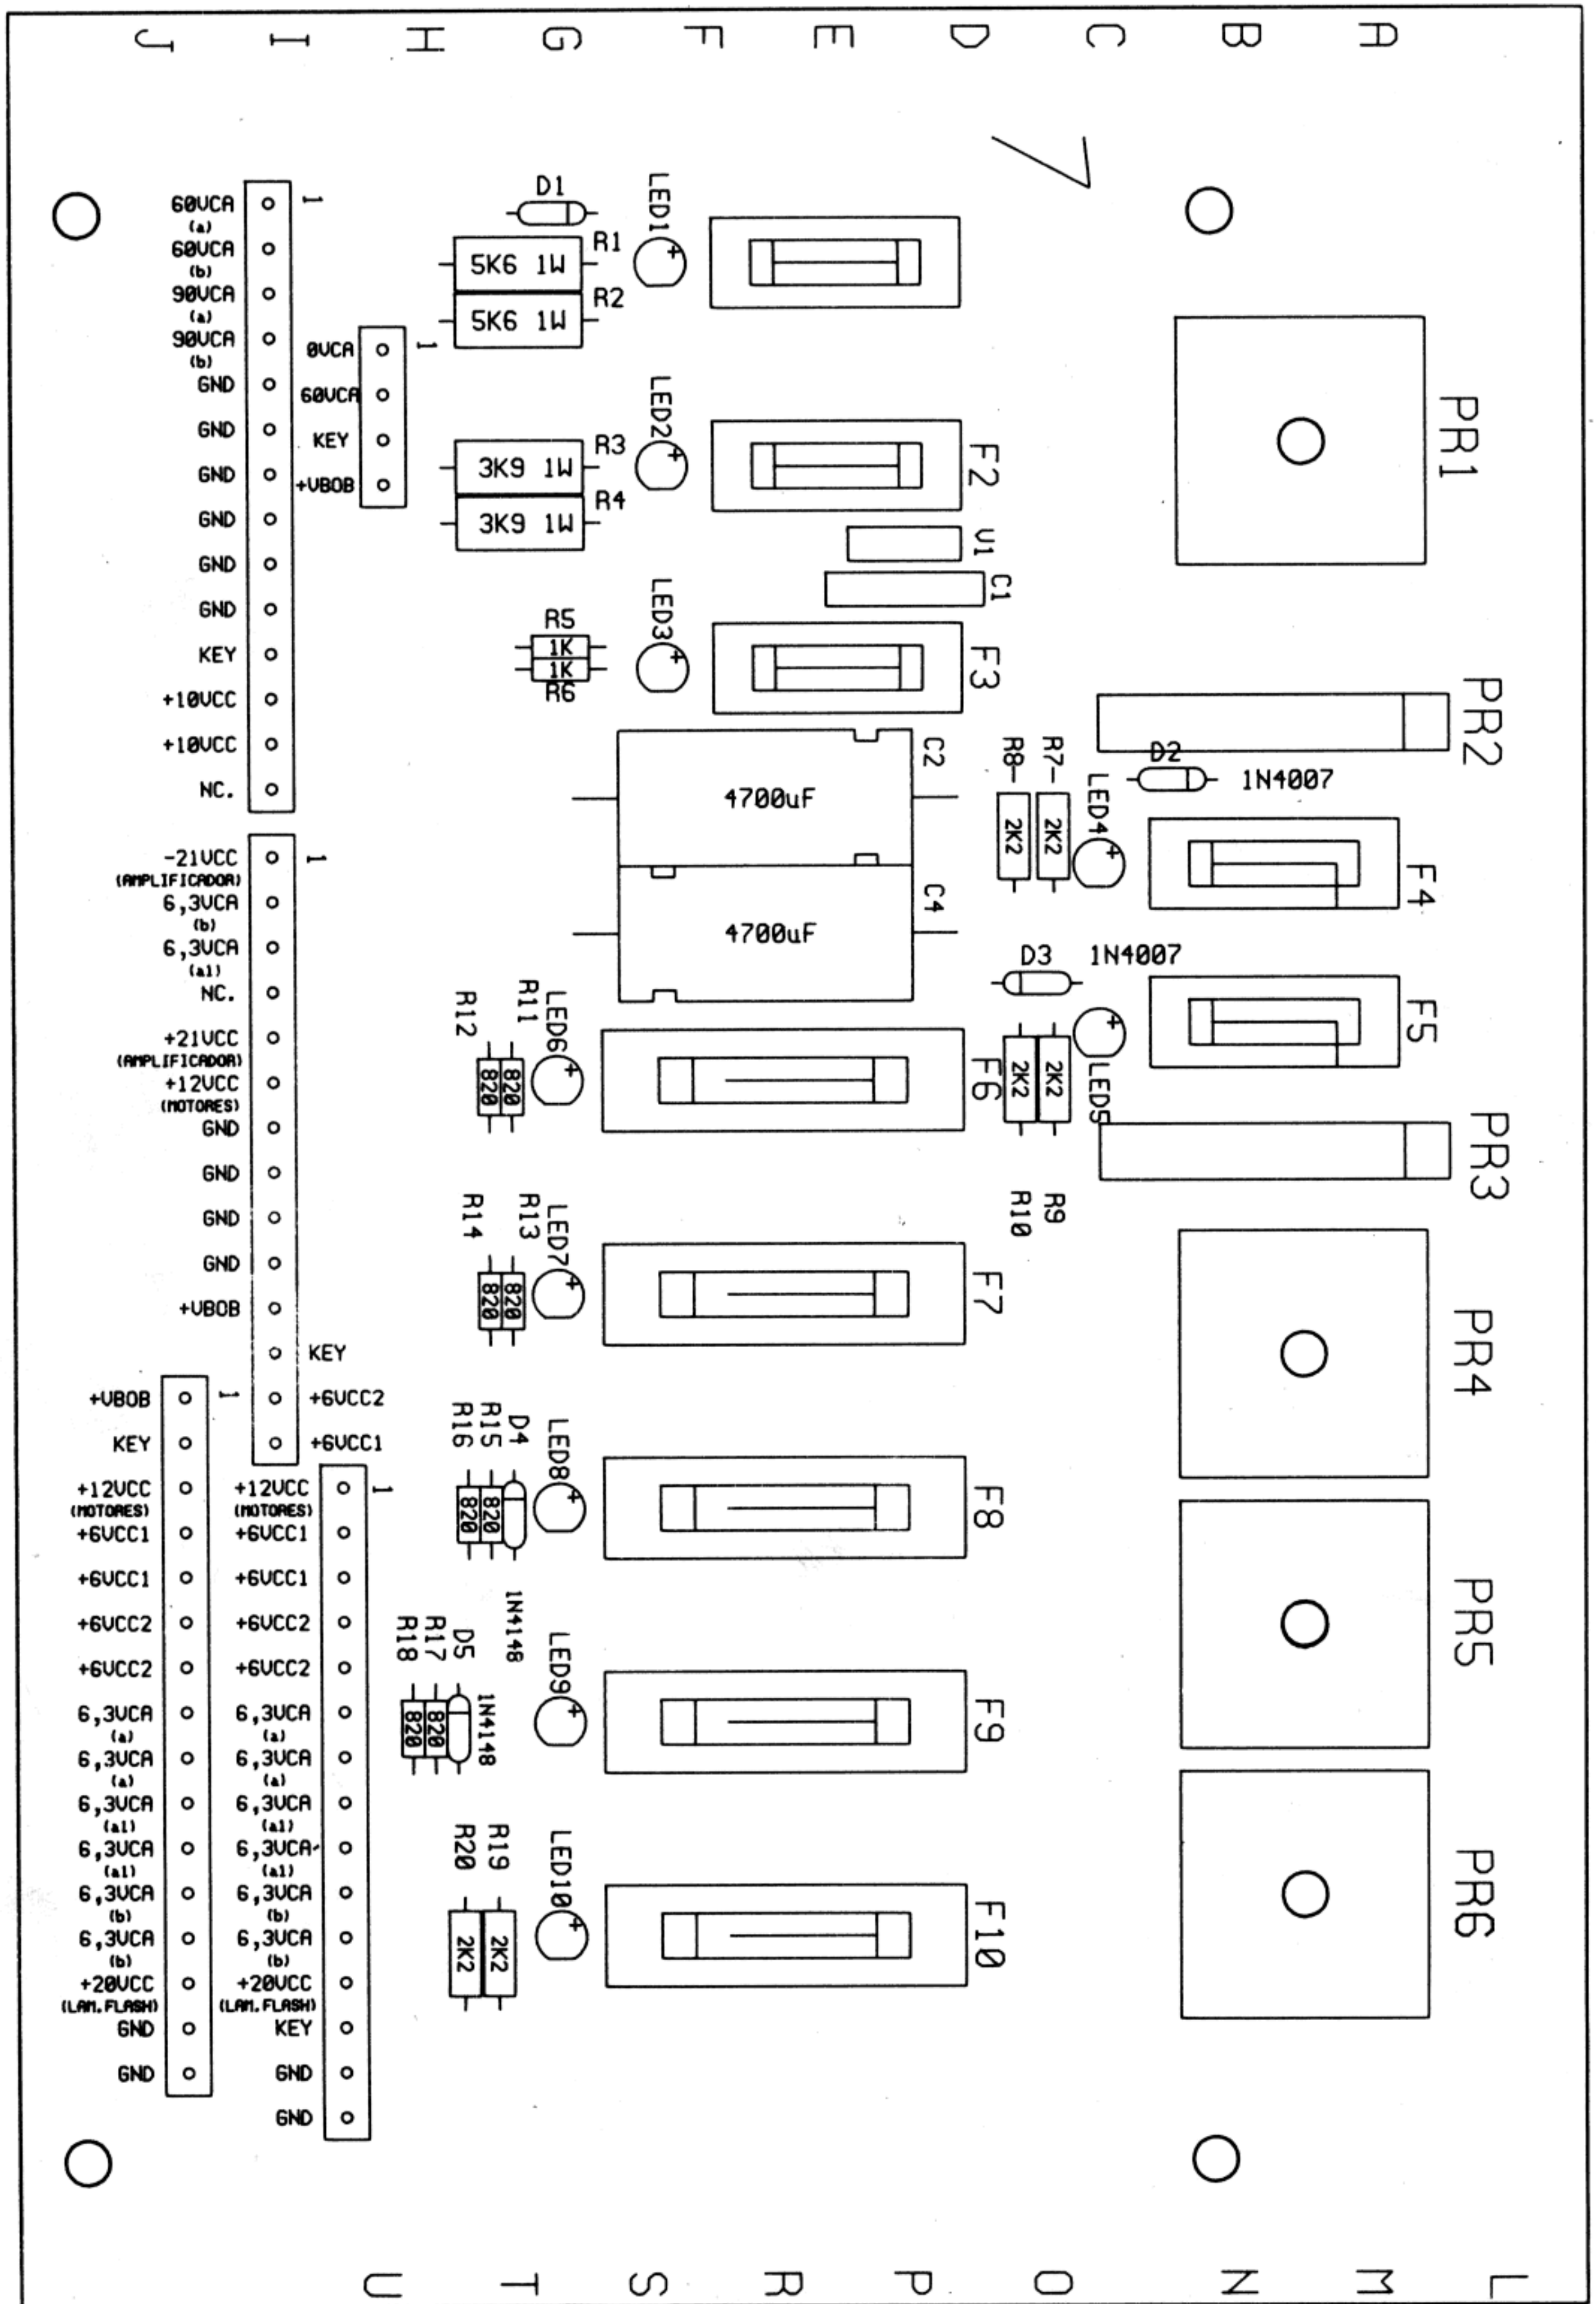 J I H G F E D C B A
60VCA
(a)
60VCA
(b)
90VCA
(a)
90VCA
(b)
GND
GND
GND
GND
GND
GND
KEY
+10VCC
+10VCC
NC.
1
0VCA
60VCA
KEY
+VBOB
1
D1
R1
5K6 1W
R2
5K6 1W
LED1
R3
3K9 1W
R4
3K9 1W
LED2
F2
V1
C1
R5
1K
1K
R6
LED3
F3
PR1
PR2
C2
4700uF
C4
4700uF
R8
R7
2K2
2K2
LED4
D2
1N4007
F4
D3
1N4007
LED5
2K2
2K2
R10
R9
F5
PR3
-21VCC
(AMPLIFICADOR)
6,3VCA
(b)
6,3VCA
(a1)
NC.
+21VCC
(AMPLIFICADOR)
+12VCC
(MOTORES)
GND
GND
GND
GND
+VBOB
KEY
+6VCC2
+6VCC1
1
R12
R11
LED6
820
820
F6
R14
R13
LED7
820
820
F7
PR4
R16
R15
D4
LED8
820
820
1N4148
F8
PR5
R18
R17
D5
LED9
820
820
1N4148
F9
R20
R19
LED10
2K2
2K2
F10
PR6
+VBOB
KEY
+12VCC
(MOTORES)
+6VCC1
+6VCC1
+6VCC2
+6VCC2
6,3VCA
(a)
6,3VCA
(a)
6,3VCA
(a1)
6,3VCA
(a1)
6,3VCA
(b)
6,3VCA
(b)
+20VCC
(LAM.FLASH)
GND
GND
1
+12VCC
(MOTORES)
+6VCC1
+6VCC1
+6VCC2
+6VCC2
6,3VCA
(a)
6,3VCA
(a)
6,3VCA
(a1)
6,3VCA
(a1)
6,3VCA
(b)
6,3VCA
(b)
+20VCC
(LAM.FLASH)
KEY
GND
GND
1
U T S R P O N M L